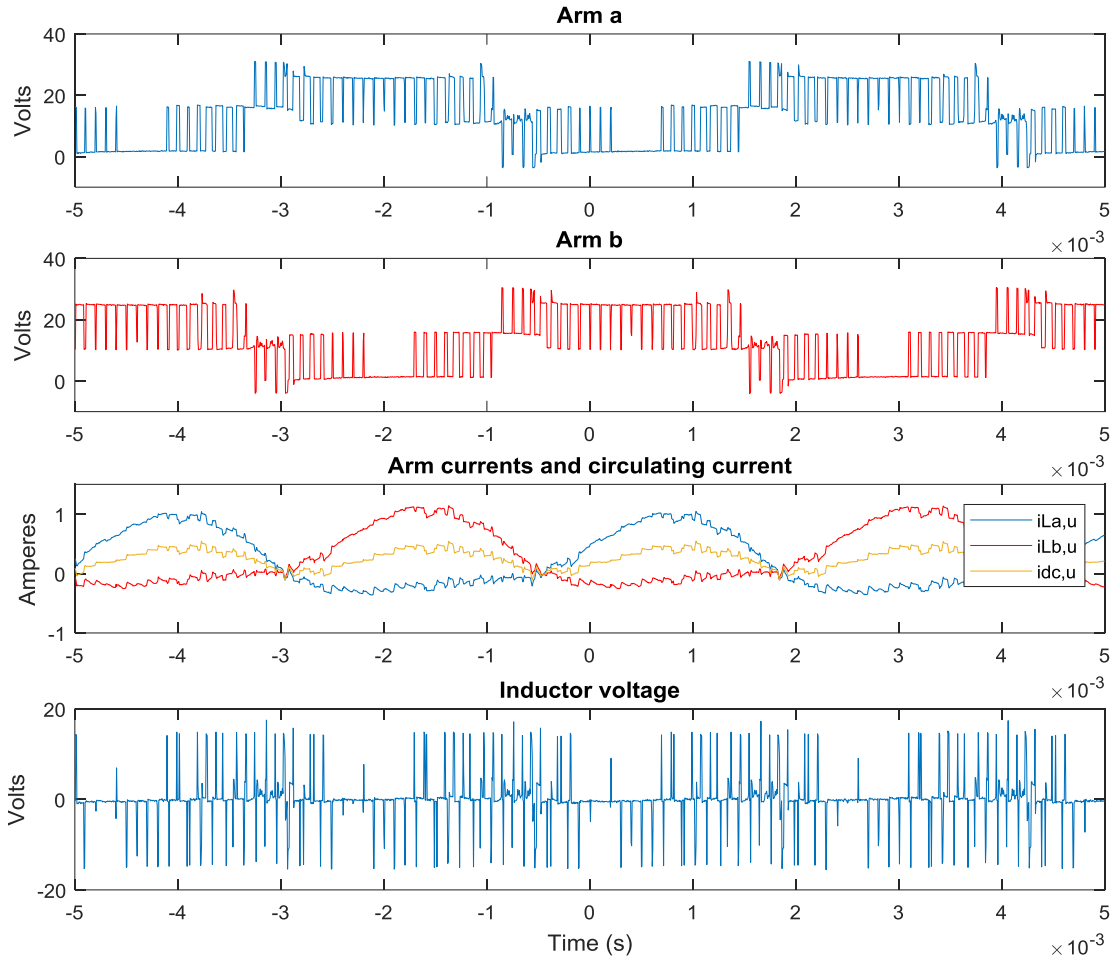 Arm a
40
20
0
Volts
-5 -4 -3 -2 -1 0 1 2 3 4 5
×10⁻³
Arm b
40
20
0
Volts
-5 -4 -3 -2 -1 0 1 2 3 4 5
×10⁻³
Arm currents and circulating current
1
0
-1
Amperes
iLa,u
iLb,u
idc,u
-5 -4 -3 -2 -1 0 1 2 3 4 5
×10⁻³
Inductor voltage
20
0
-20
Volts
-5 -4 -3 -2 -1 0 1 2 3 4 5
Time (s)
×10⁻³